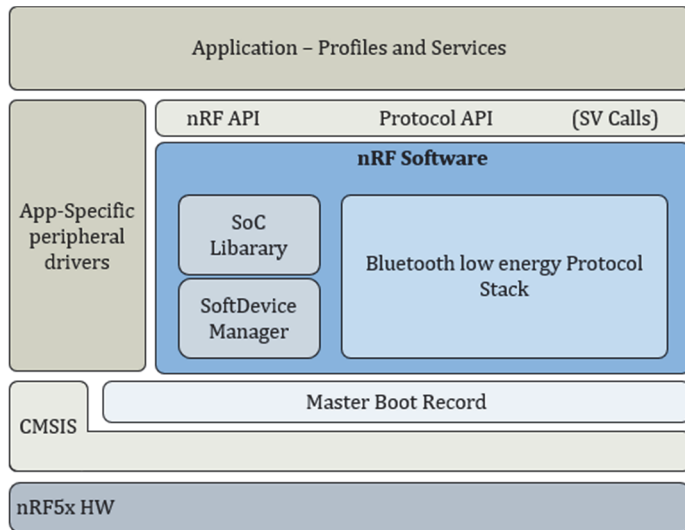 Application – Profiles and Services
nRF API Protocol API (SV Calls)
nRF Software
App-Specific
peripheral
drivers
SoC
Libarary
SoftDevice
Manager
Bluetooth low energy Protocol
Stack
Master Boot Record
CMSIS
nRF5x HW